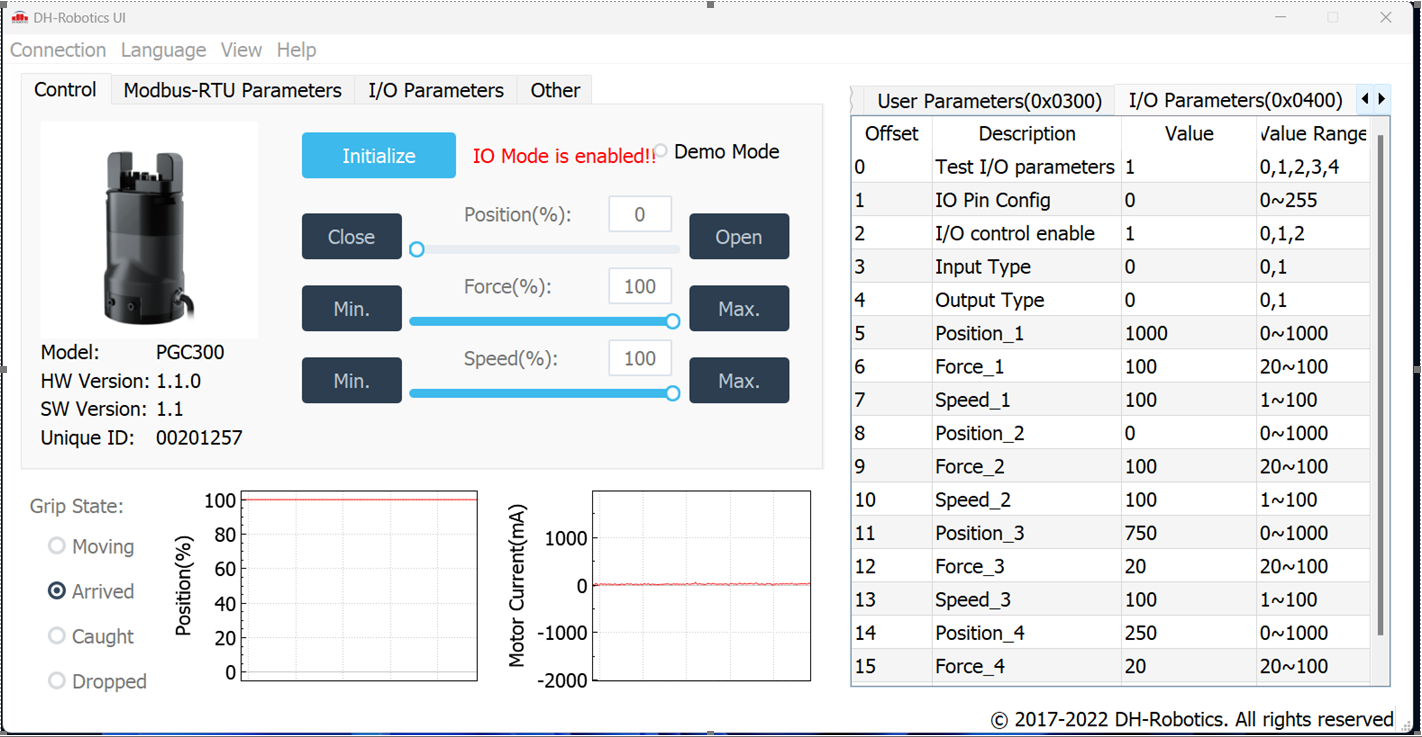 DH-Robotics UI
Connection Language View Help
Control Modbus-RTU Parameters I/O Parameters Other
Initialize IO Mode is enabled!! Demo Mode
Position(%): 0
Close Open
Force(%): 100
Min. Max.
Speed(%): 100
Min. Max.
Model: PGC300
HW Version: 1.1.0
SW Version: 1.1
Unique ID: 00201257
Grip State:
Moving
Arrived
Caught
Dropped
Position(%)
100
80
60
40
20
0
Motor Current(mA)
1000
0
-1000
-2000
User Parameters(0x0300) I/O Parameters(0x0400)
Offset Description Value Value Range
0 Test I/O parameters 1 0,1,2,3,4
1 IO Pin Config 0 0~255
2 I/O control enable 1 0,1,2
3 Input Type 0 0,1
4 Output Type 0 0,1
5 Position_1 1000 0~1000
6 Force_1 100 20~100
7 Speed_1 100 1~100
8 Position_2 0 0~1000
9 Force_2 100 20~100
10 Speed_2 100 1~100
11 Position_3 750 0~1000
12 Force_3 20 20~100
13 Speed_3 100 1~100
14 Position_4 250 0~1000
15 Force_4 20 20~100
© 2017-2022 DH-Robotics. All rights reserved